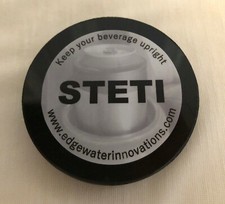 Keep your beverage upright
STETI
www.edgewaterinnovations.com